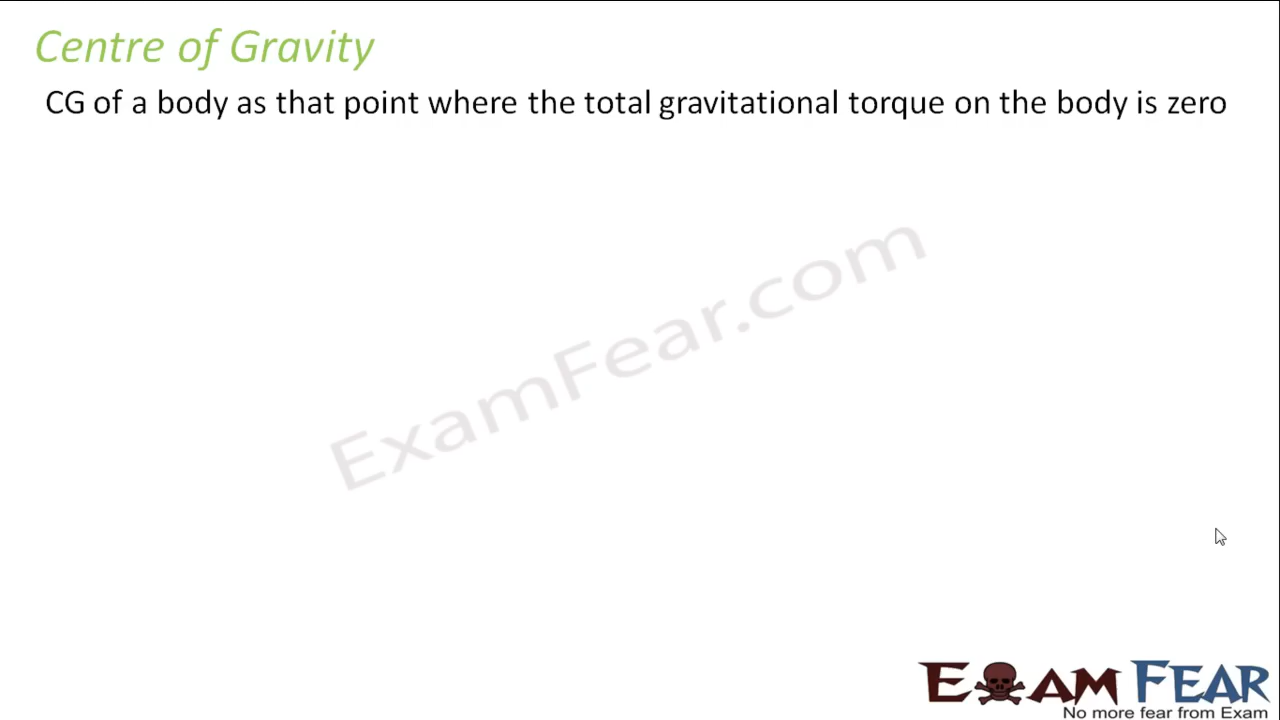 Centre of Gravity
CG of a body as that point where the total gravitational torque on the body is zero
ExamFear.com
EXAM FEAR
No more fear from Exam